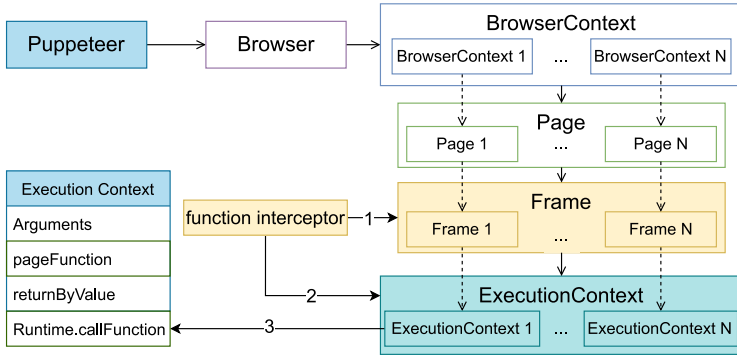 Puppeteer
Browser
BrowserContext
BrowserContext 1
...
BrowserContext N
Page
Page 1
...
Page N
Execution Context
Arguments
pageFunction
returnByValue
Runtime.callFunction
function interceptor
1
Frame
Frame 1
...
Frame N
2
3
ExecutionContext
ExecutionContext 1
...
ExecutionContext N